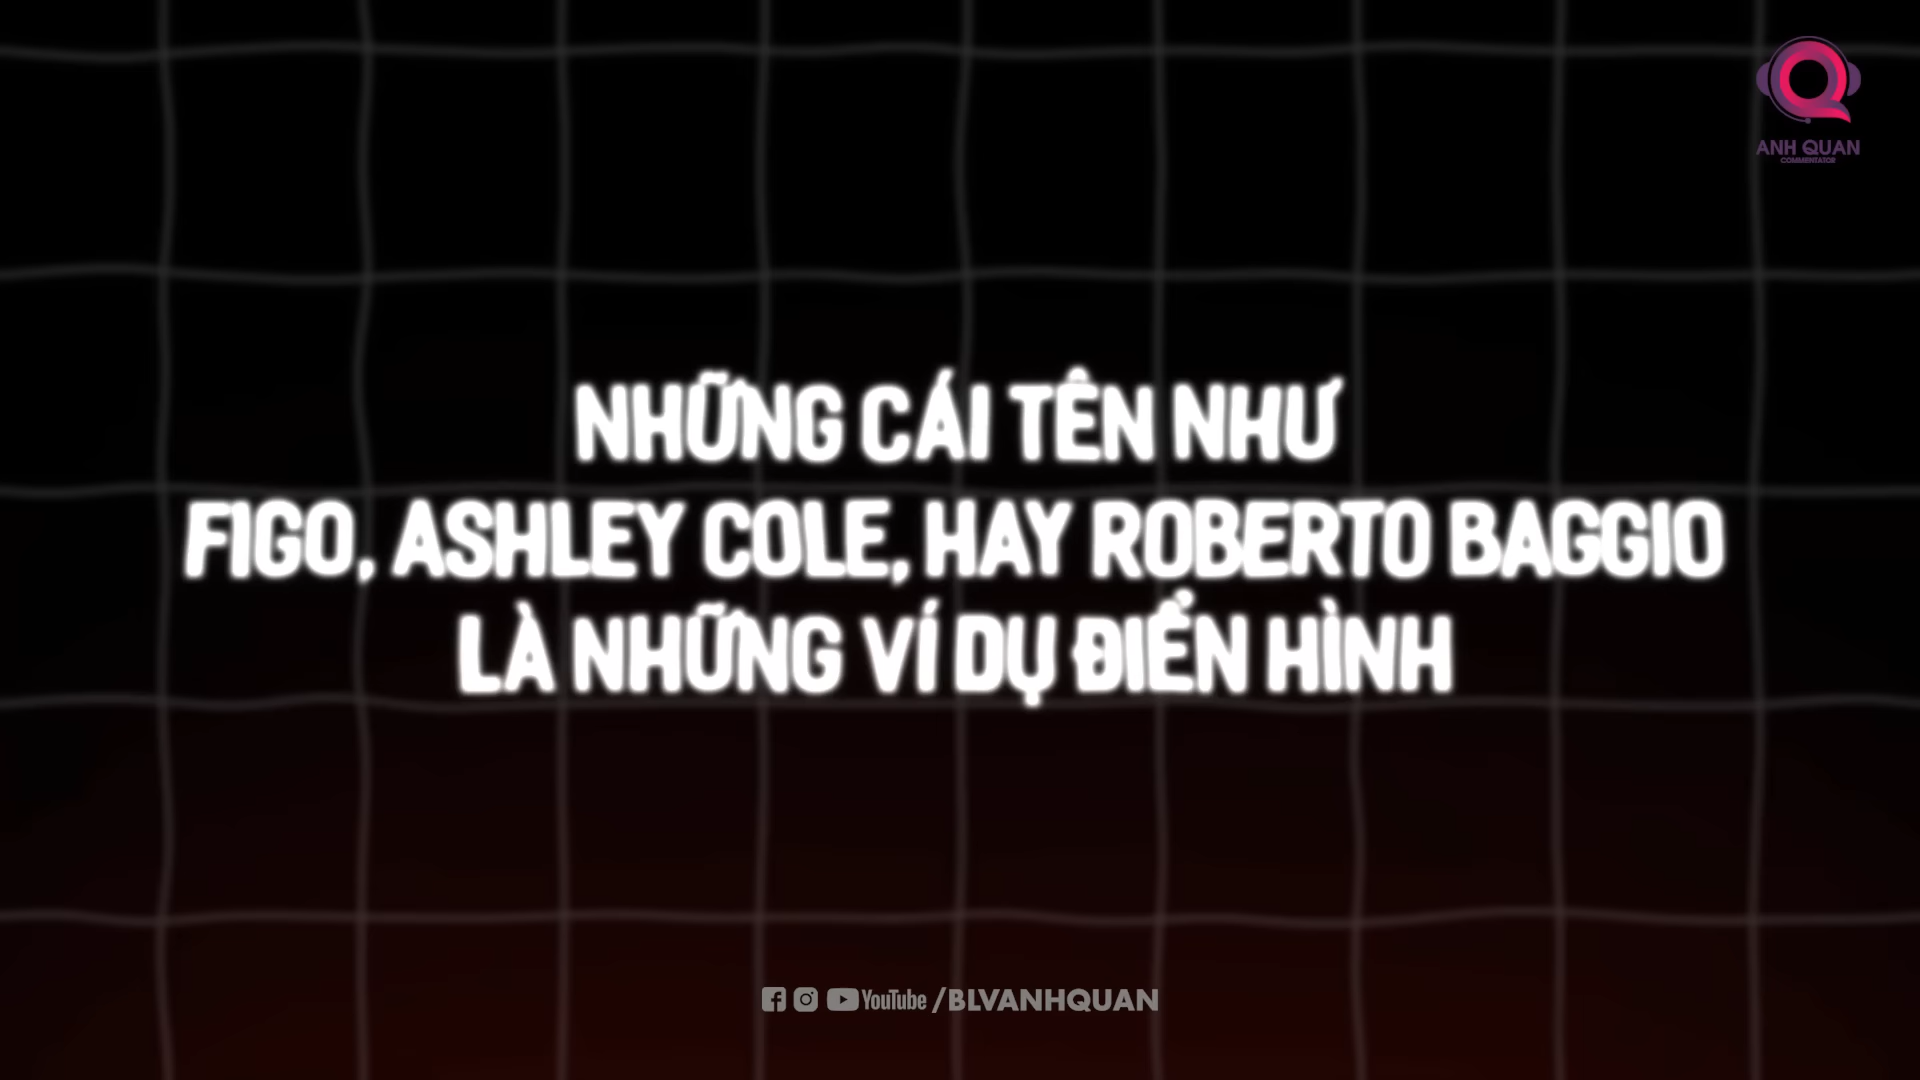 ANH QUAN
COMMENTATOR
NHỮNG CÁI TÊN NHƯ
FIGO, ASHLEY COLE, HAY ROBERTO BAGGIO
LÀ NHỮNG VÍ DỤ ĐIỂN HÌNH
YouTube /BLVANHQUAN